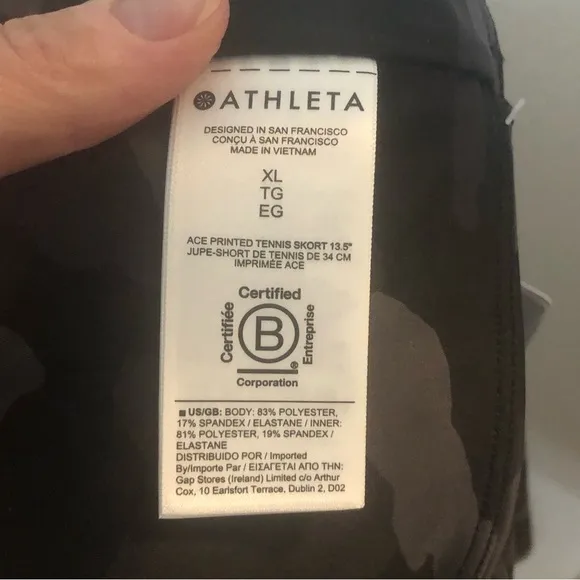 ATHLETA
DESIGNED IN SAN FRANCISCO
CONÇU À SAN FRANCISCO
MADE IN VIETNAM
XL
TG
EG
ACE PRINTED TENNIS SKORT 13.5"
JUPE-SHORT DE TENNIS DE 34 CM
IMPRIMÉE ACE
Certified
Certifiée
B
®
Entreprise
Corporation
■ US/GB: BODY: 83% POLYESTER,
17% SPANDEX / ELASTANE / INNER:
81% POLYESTER, 19% SPANDEX /
ELASTANE
DISTRIBUIDO POR / Imported
By/Importe Par / ΕΙΣΑΓΕΤΑΙ ΑΠΟ ΤΗΝ:
Gap Stores (Ireland) Limited c/o Arthur
Cox, 10 Earlsfort Terrace, Dublin 2, D02